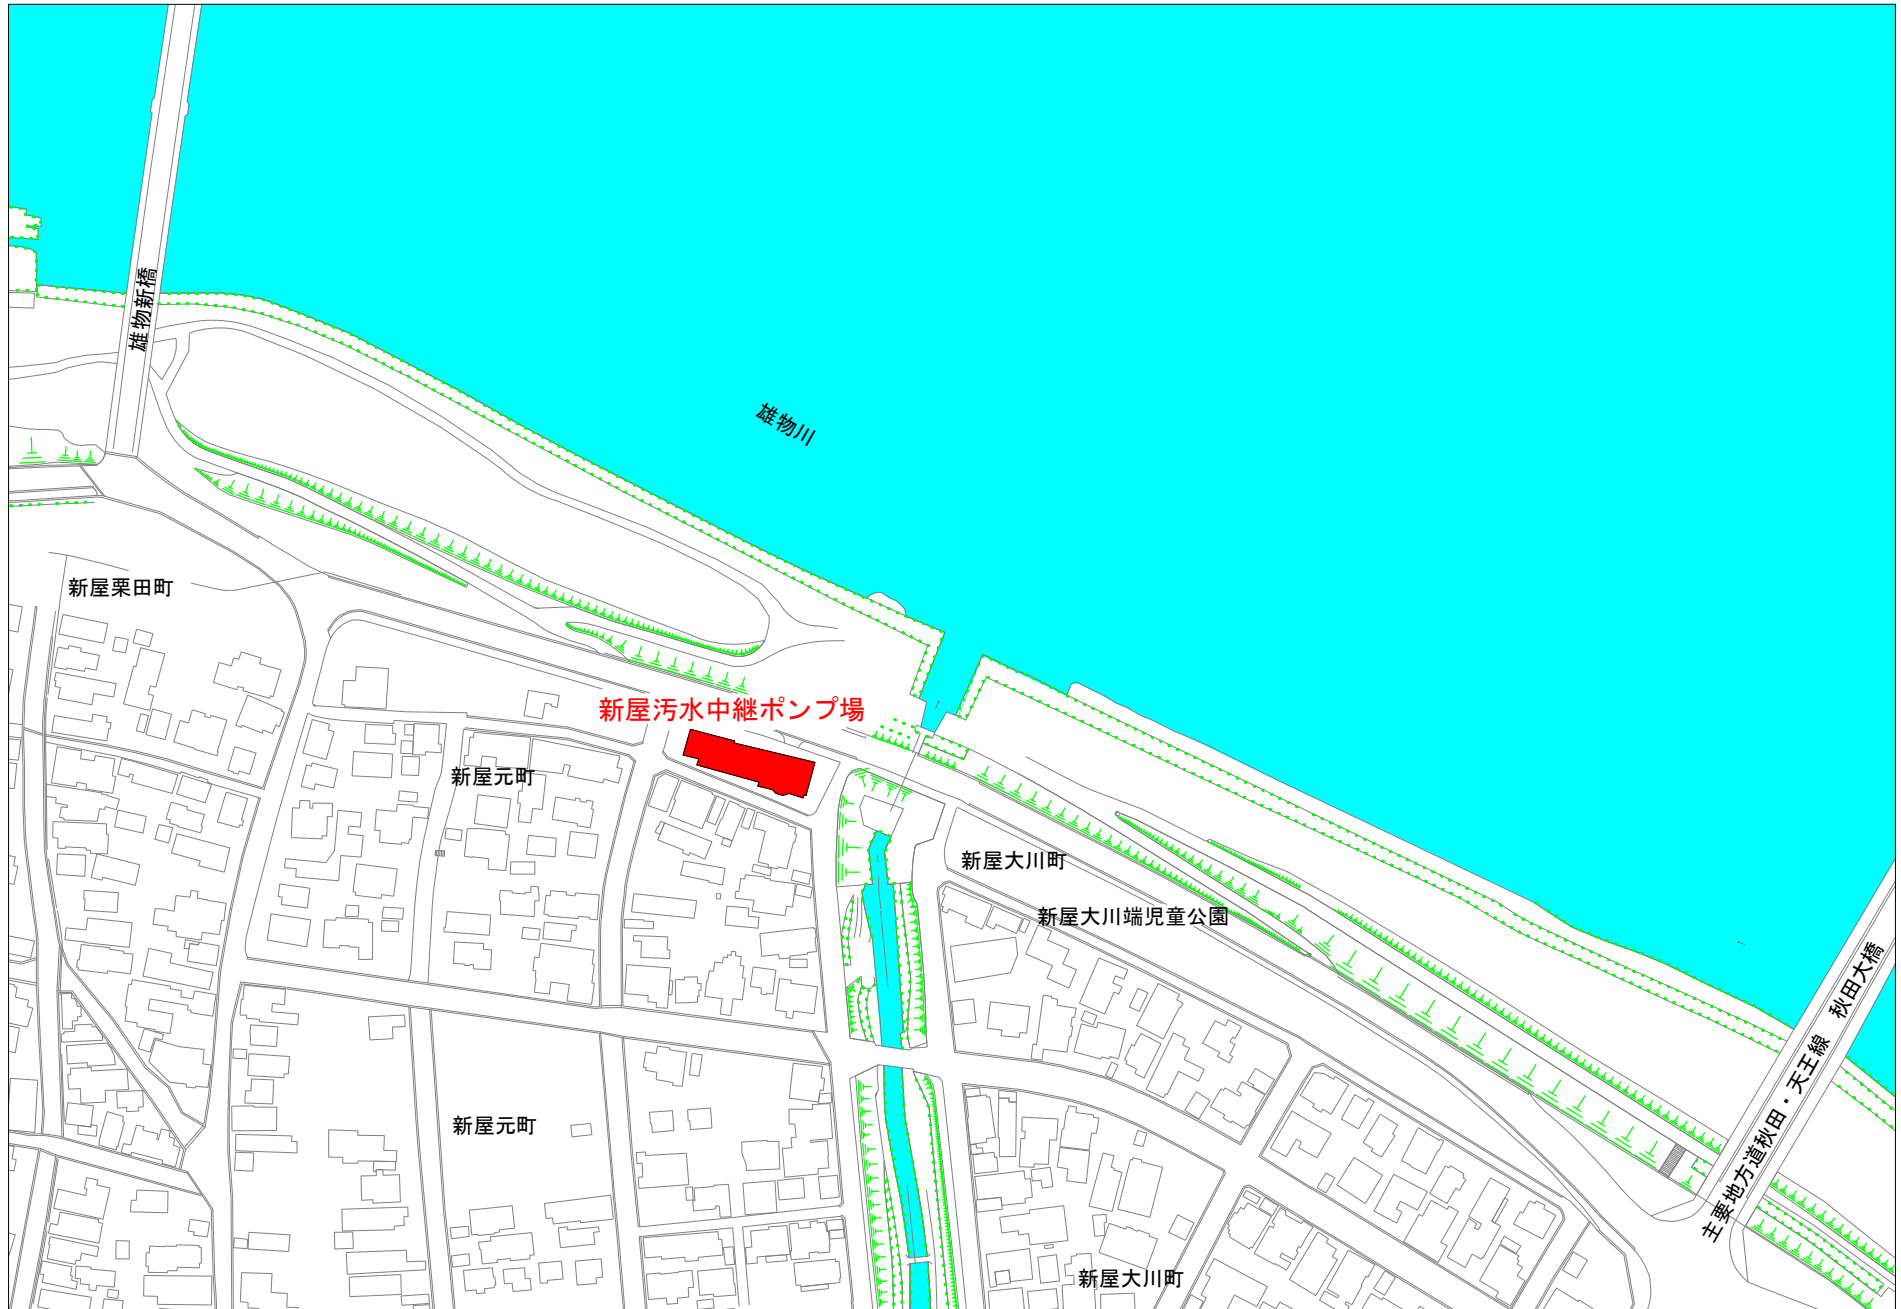 雄物新橋
雄物川
新屋栗田町
新屋汚水中継ポンプ場
新屋元町
新屋大川町
新屋大川端児童公園
主要地方道秋田・天王線　秋田大橋
新屋元町
新屋大川町